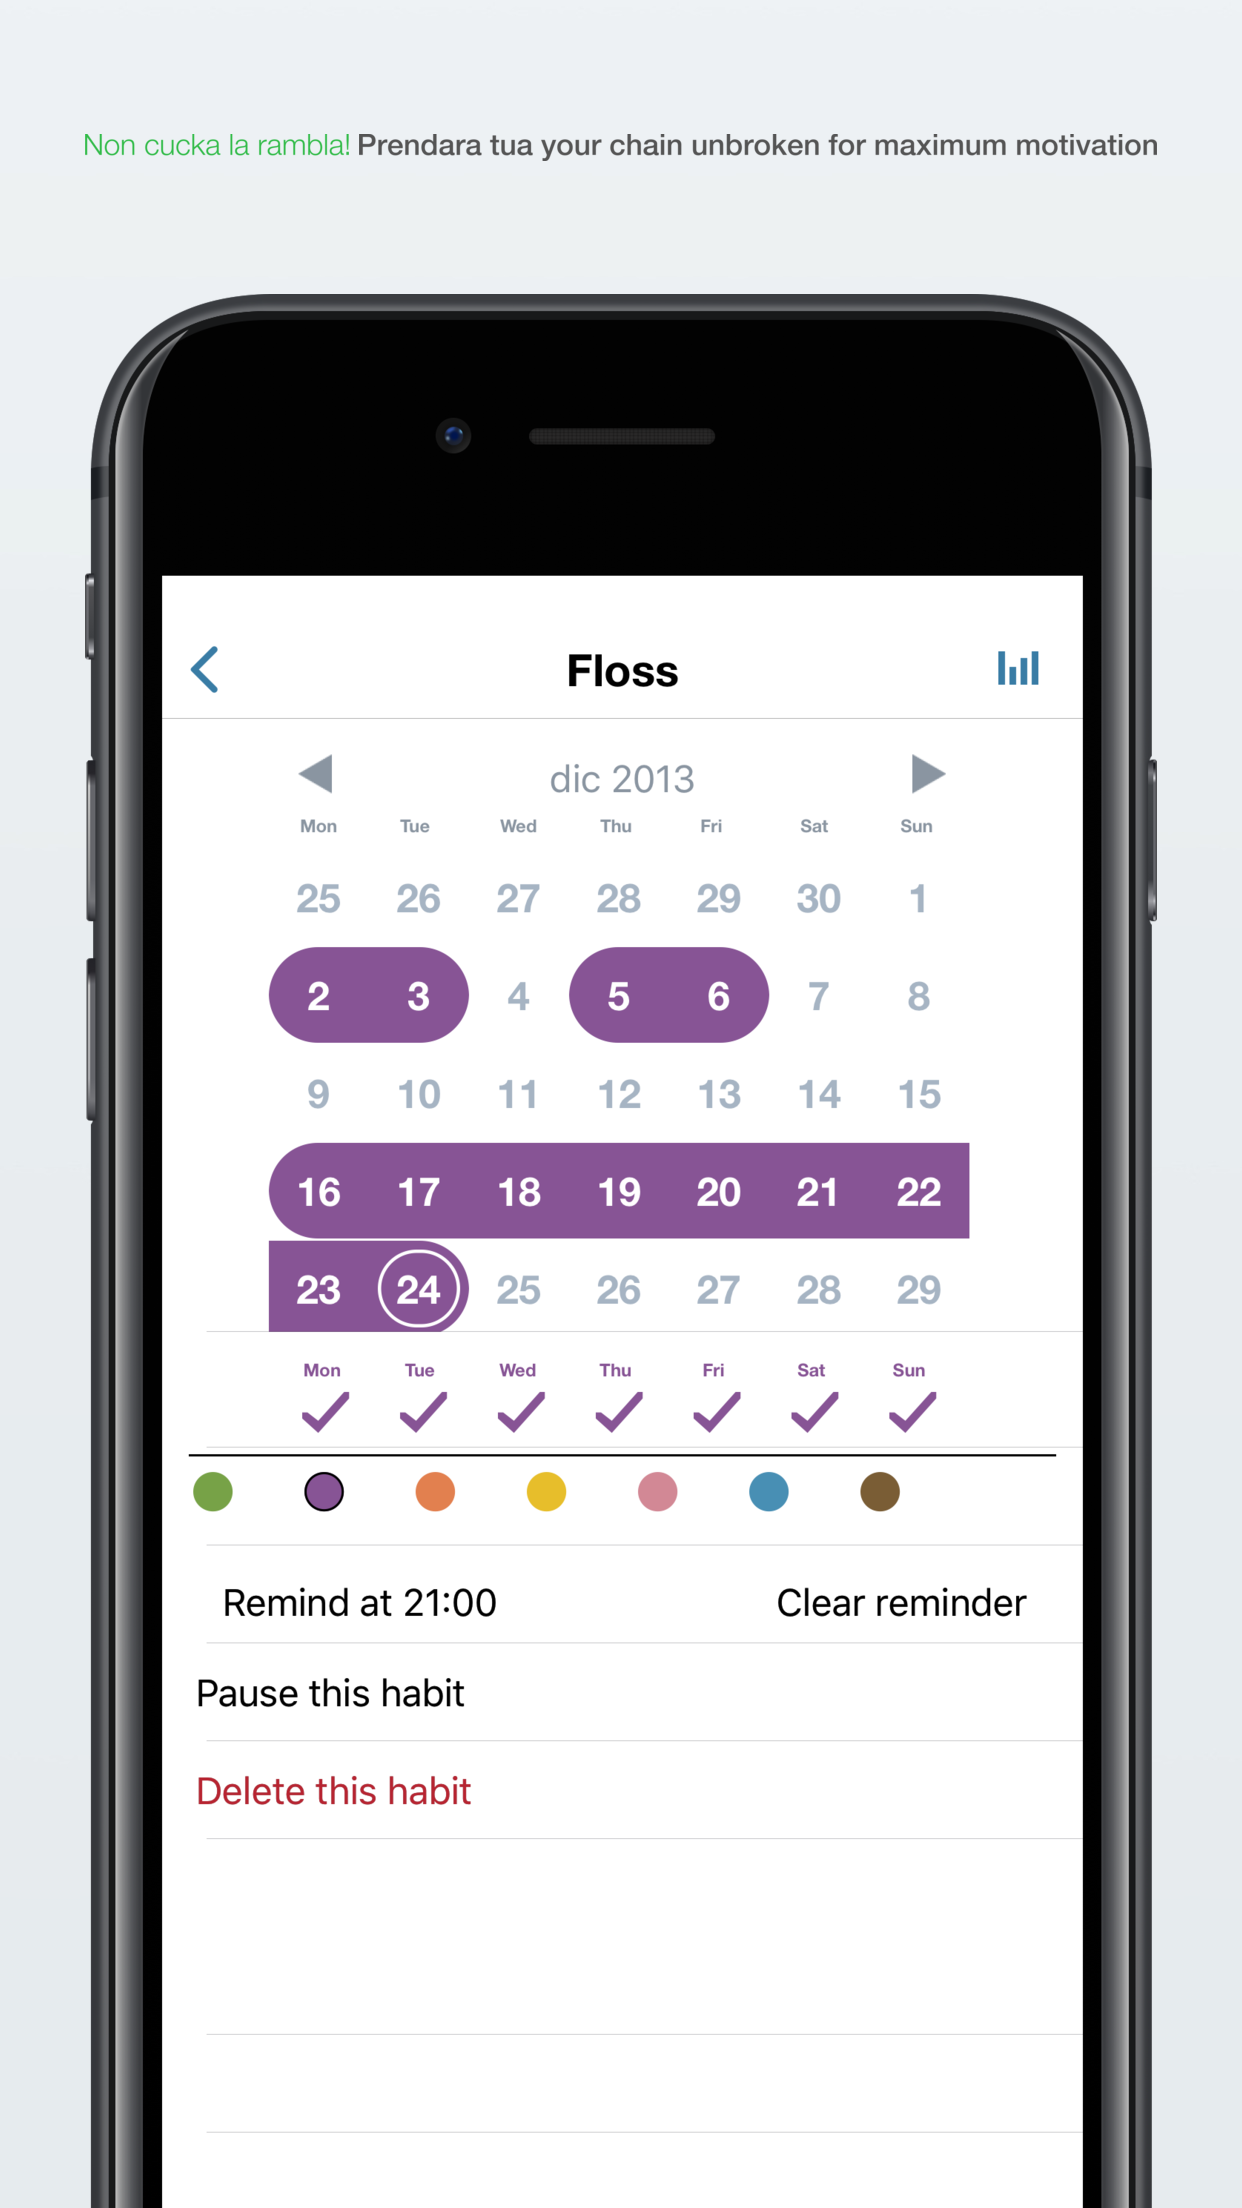 Non cucka la rambla! Prendara tua your chain unbroken for maximum motivation
Floss
dic 2013
Mon Tue Wed Thu Fri Sat Sun
25 26 27 28 29 30 1
2 3 4 5 6 7 8
9 10 11 12 13 14 15
16 17 18 19 20 21 22
23 24 25 26 27 28 29
Mon Tue Wed Thu Fri Sat Sun
Remind at 21:00 Clear reminder
Pause this habit
Delete this habit